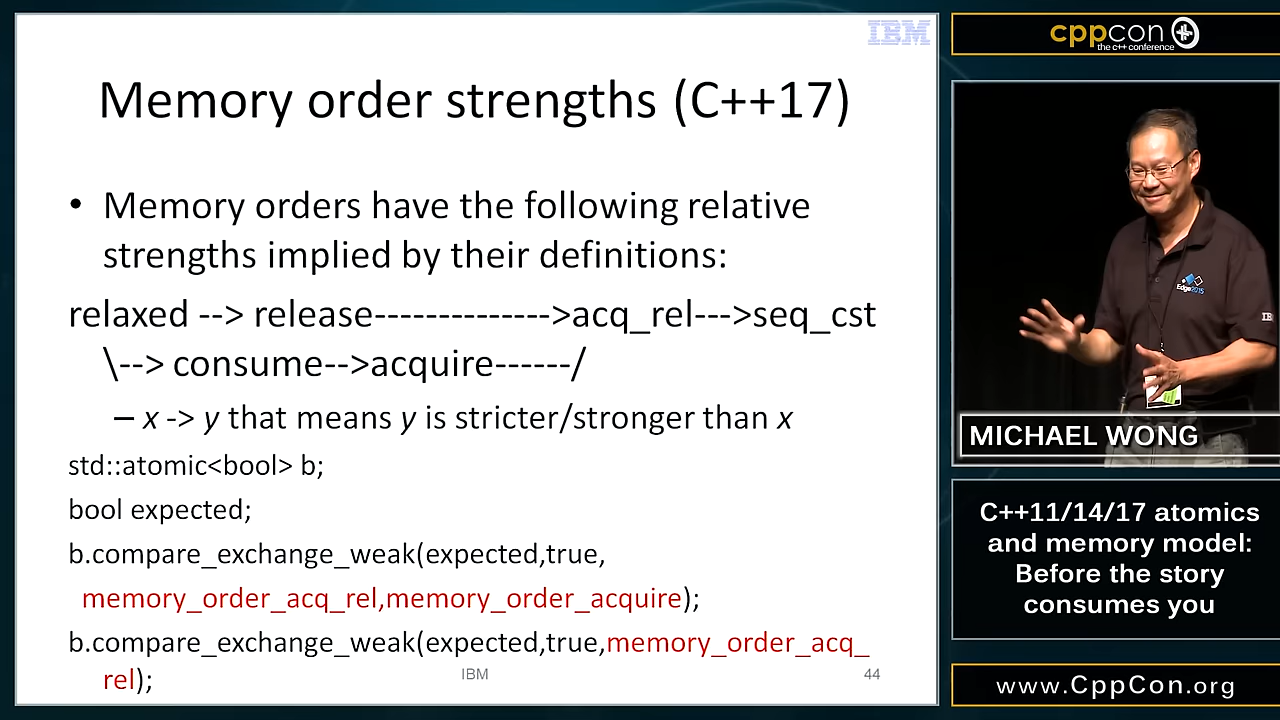 IBM
Memory order strengths (C++17)
• Memory orders have the following relative
strengths implied by their definitions:
relaxed --> release-------------->acq_rel--->seq_cst
\--> consume-->acquire------/
– x -> y that means y is stricter/stronger than x
std::atomic<bool> b;
bool expected;
b.compare_exchange_weak(expected,true,
memory_order_acq_rel,memory_order_acquire);
b.compare_exchange_weak(expected,true,memory_order_acq_
rel);
IBM
44
cppcon
the c++ conference
Edge2015
IB
MICHAEL WONG
C++11/14/17 atomics
and memory model:
Before the story
consumes you
www.CppCon.org